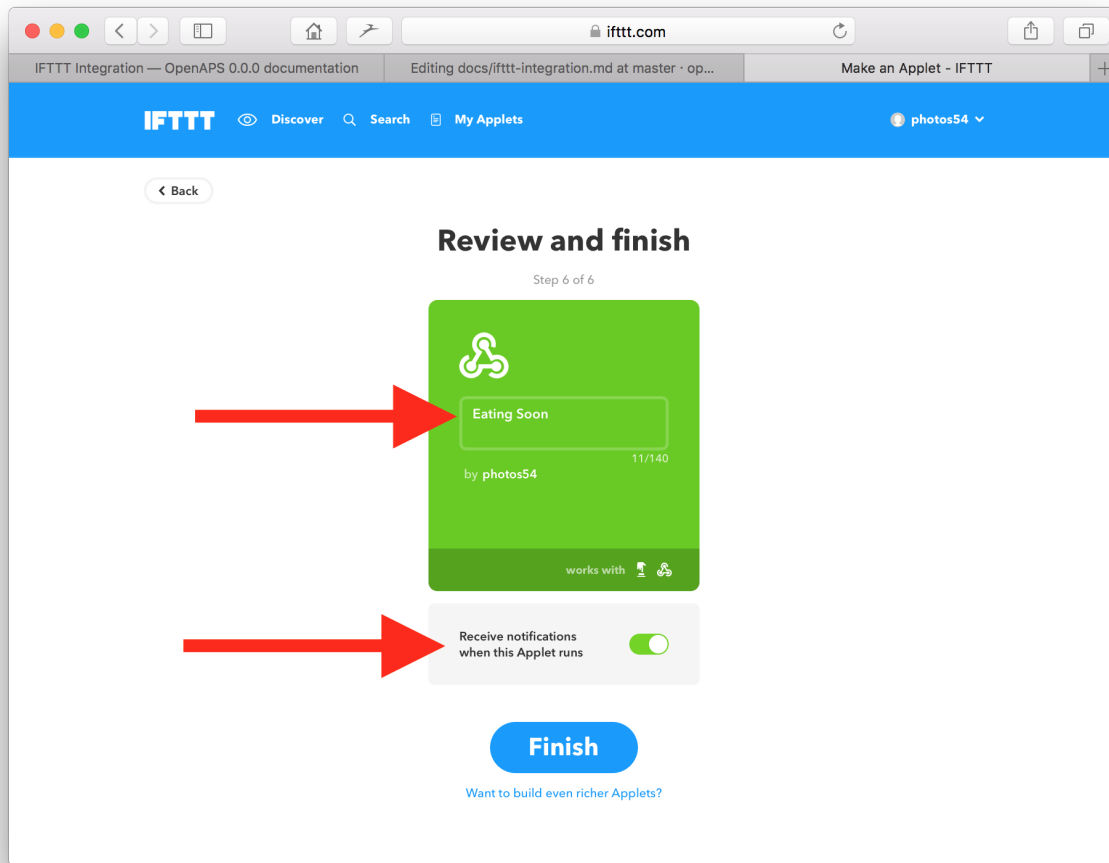 ifttt.com
IFTTT Integration — OpenAPS 0.0.0 documentation
Editing docs/ifttt-integration.md at master · op...
Make an Applet - IFTTT
IFTTT
Discover
Search
My Applets
photos54
Back
Review and finish
Step 6 of 6
Eating Soon
11/140
by photos54
works with
Receive notifications
when this Applet runs
Finish
Want to build even richer Applets?